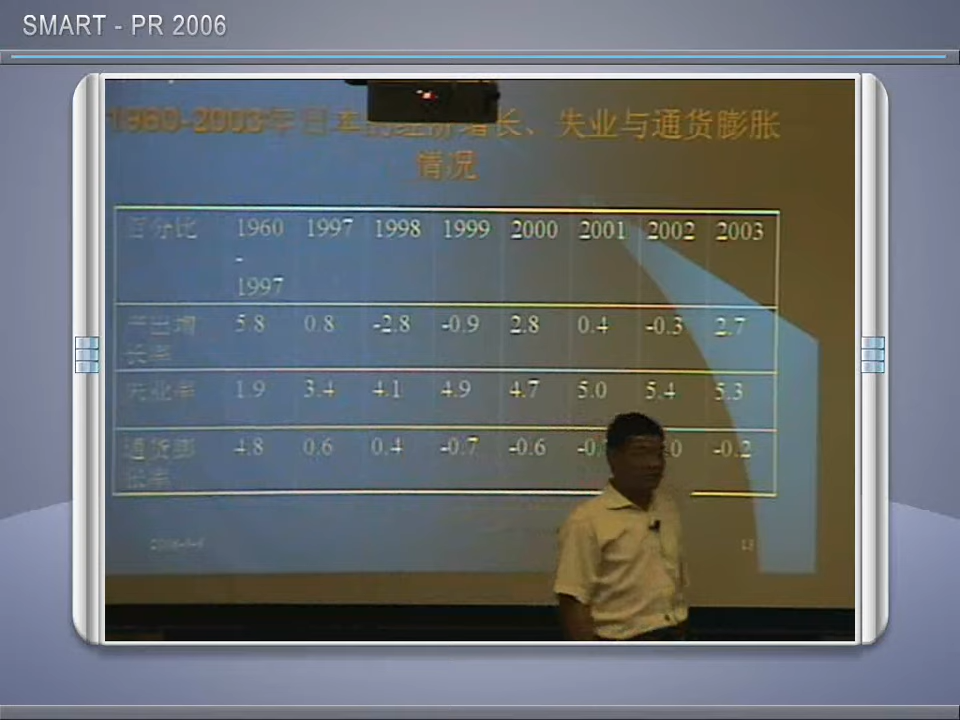 SMART - PR 2006
1960-2003年日本的经济增长、失业与通货膨胀
情况
百分比 1960 1997 1998 1999 2000 2001 2002 2003
-
1997
产出增 5.8 0.8 -2.8 -0.9 2.8 0.4 -0.3 2.7
长率
失业率 1.9 3.4 4.1 4.9 4.7 5.0 5.4 5.3
通货膨 4.8 0.6 0.4 -0.7 -0.6 -0.2
胀率
13